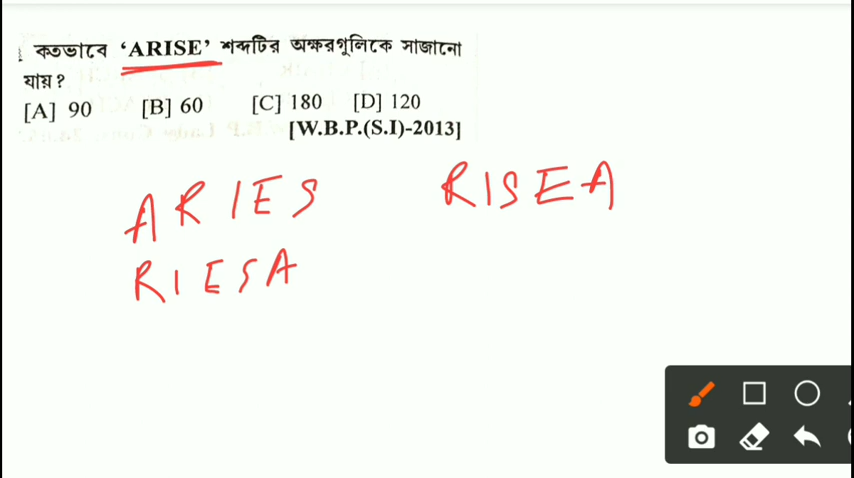 কতভাবে ‘ARISE’ শব্দটির অক্ষরগুলিকে সাজানো
যায়?
[A] 90 [B] 60 [C] 180 [D] 120
[W.B.P.(S.I)-2013]
ARIES RISEA
RIESA